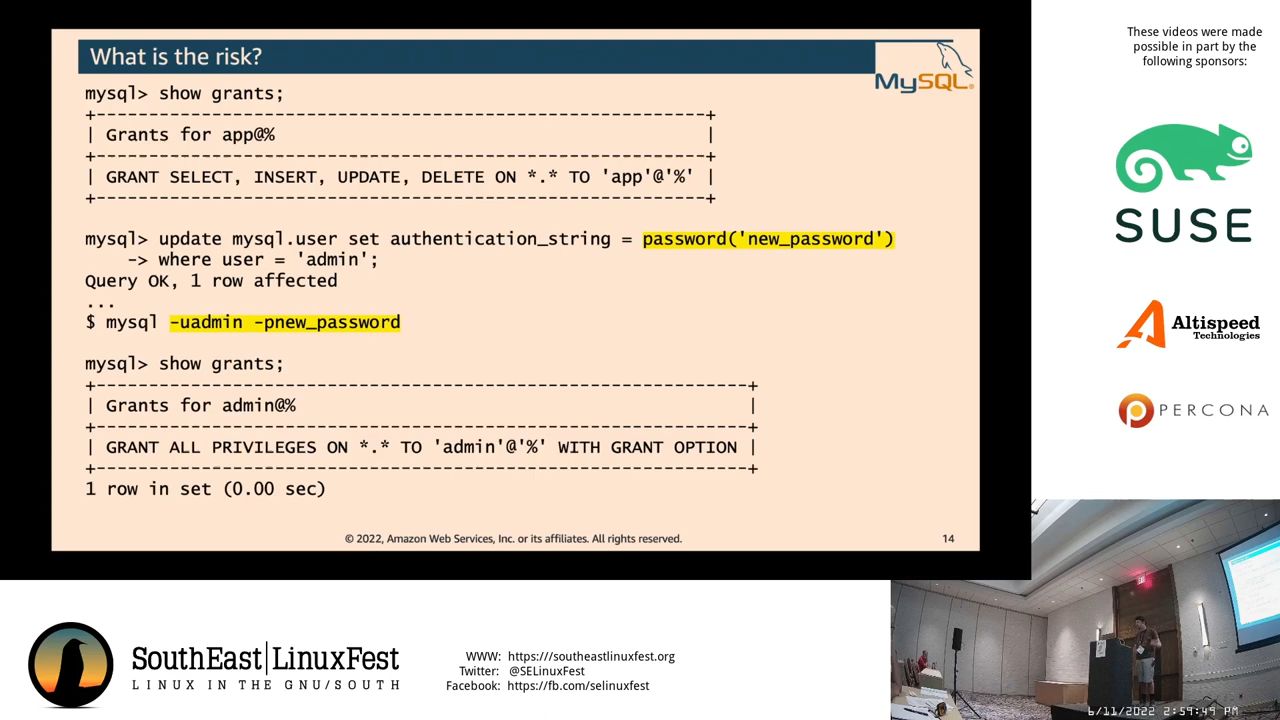 What is the risk?
MySQL®
mysql> show grants;
+----------------------------------------------------------+
| Grants for app@% |
+----------------------------------------------------------+
| GRANT SELECT, INSERT, UPDATE, DELETE ON *.* TO 'app'@'%' |
+----------------------------------------------------------+
mysql> update mysql.user set authentication_string = password('new_password')
-> where user = 'admin';
Query OK, 1 row affected
...
$ mysql -uadmin -pnew_password
mysql> show grants;
+--------------------------------------------------------------+
| Grants for admin@% |
+--------------------------------------------------------------+
| GRANT ALL PRIVILEGES ON *.* TO 'admin'@'%' WITH GRANT OPTION |
+--------------------------------------------------------------+
1 row in set (0.00 sec)
© 2022, Amazon Web Services, Inc. or its affiliates. All rights reserved.
14
These videos were made
possible in part by the
following sponsors:
SUSE
Altispeed
Technologies
PERCONA
SouthEast|LinuxFest
LINUX IN THE GNU/SOUTH
WWW: https:///southeastlinuxfest.org
Twitter: @SELinuxFest
Facebook: https://fb.com/selinuxfest
6/11/2022 2:59:49 PM